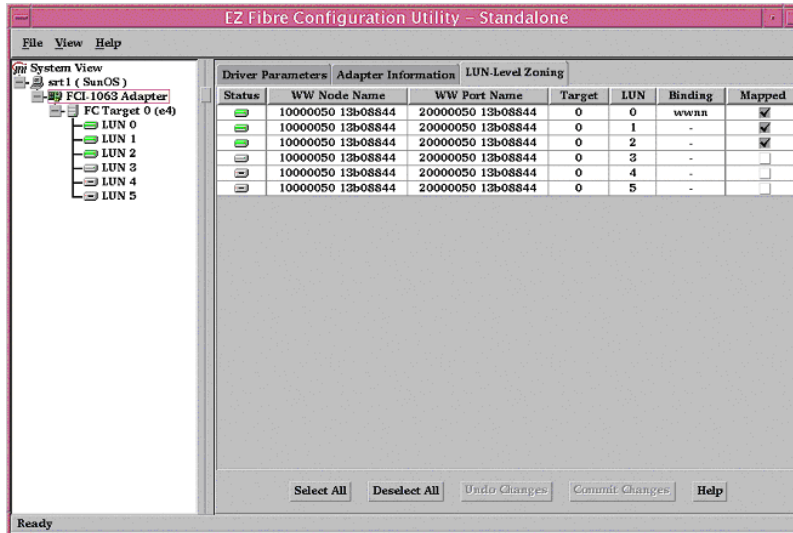 EZ Fibre Configuration Utility - Standalone
File View Help
System View
srt1 ( SunOS )
FCI-1063 Adapter
FC Target 0 (e4)
LUN 0
LUN 1
LUN 2
LUN 3
LUN 4
LUN 5
Driver Parameters Adapter Information LUN-Level Zoning
Status WW Node Name WW Port Name Target LUN Binding Mapped
10000050 13b08844 20000050 13b08844 0 0 wwnn
10000050 13b08844 20000050 13b08844 0 1 -
10000050 13b08844 20000050 13b08844 0 2 -
10000050 13b08844 20000050 13b08844 0 3 -
10000050 13b08844 20000050 13b08844 0 4 -
10000050 13b08844 20000050 13b08844 0 5 -
Select All Deselect All Undo Changes Commit Changes Help
Ready